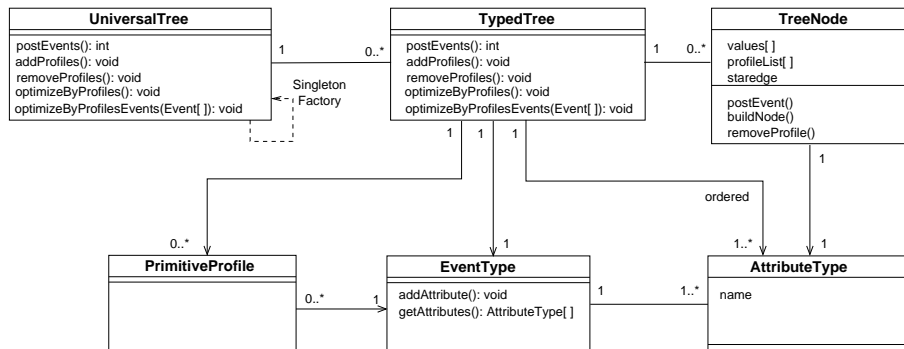 UniversalTree
postEvents(): int
addProfiles(): void
removeProfiles(): void
optimizeByProfiles(): void
optimizeByProfilesEvents(Event[ ]): void
1
0..*
Singleton
Factory
TypedTree
postEvents(): int
addProfiles(): void
removeProfiles(): void
optimizeByProfiles(): void
optimizeByProfilesEvents(Event[ ]): void
1
0..*
TreeNode
values[ ]
profileList[ ]
staredge
postEvent()
buildNode()
removeProfile()
1
1
1
1
ordered
0..*
1
1..*
1
PrimitiveProfile
0..*
1
EventType
addAttribute(): void
getAttributes(): AttributeType[ ]
1
1..*
AttributeType
name